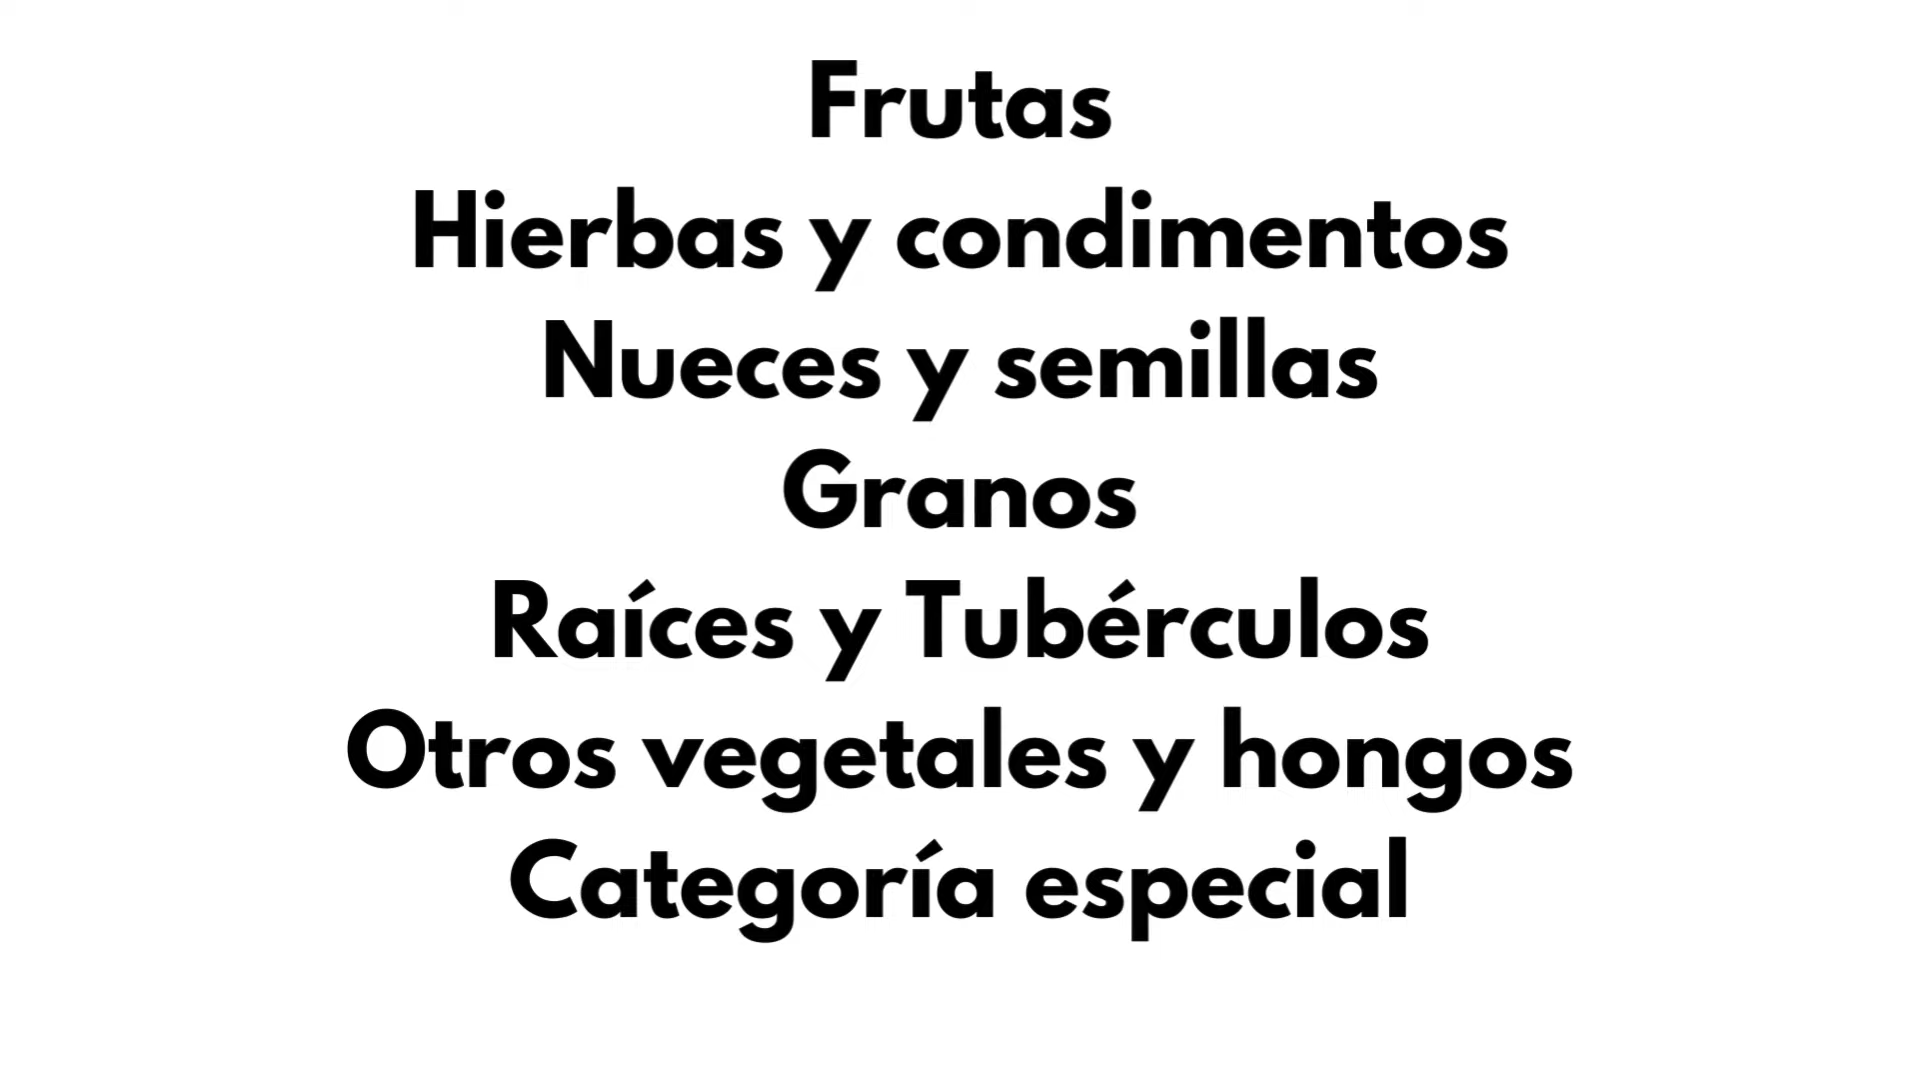 Frutas
Hierbas y condimentos
Nueces y semillas
Granos
Raíces y Tubérculos
Otros vegetales y hongos
Categoría especial